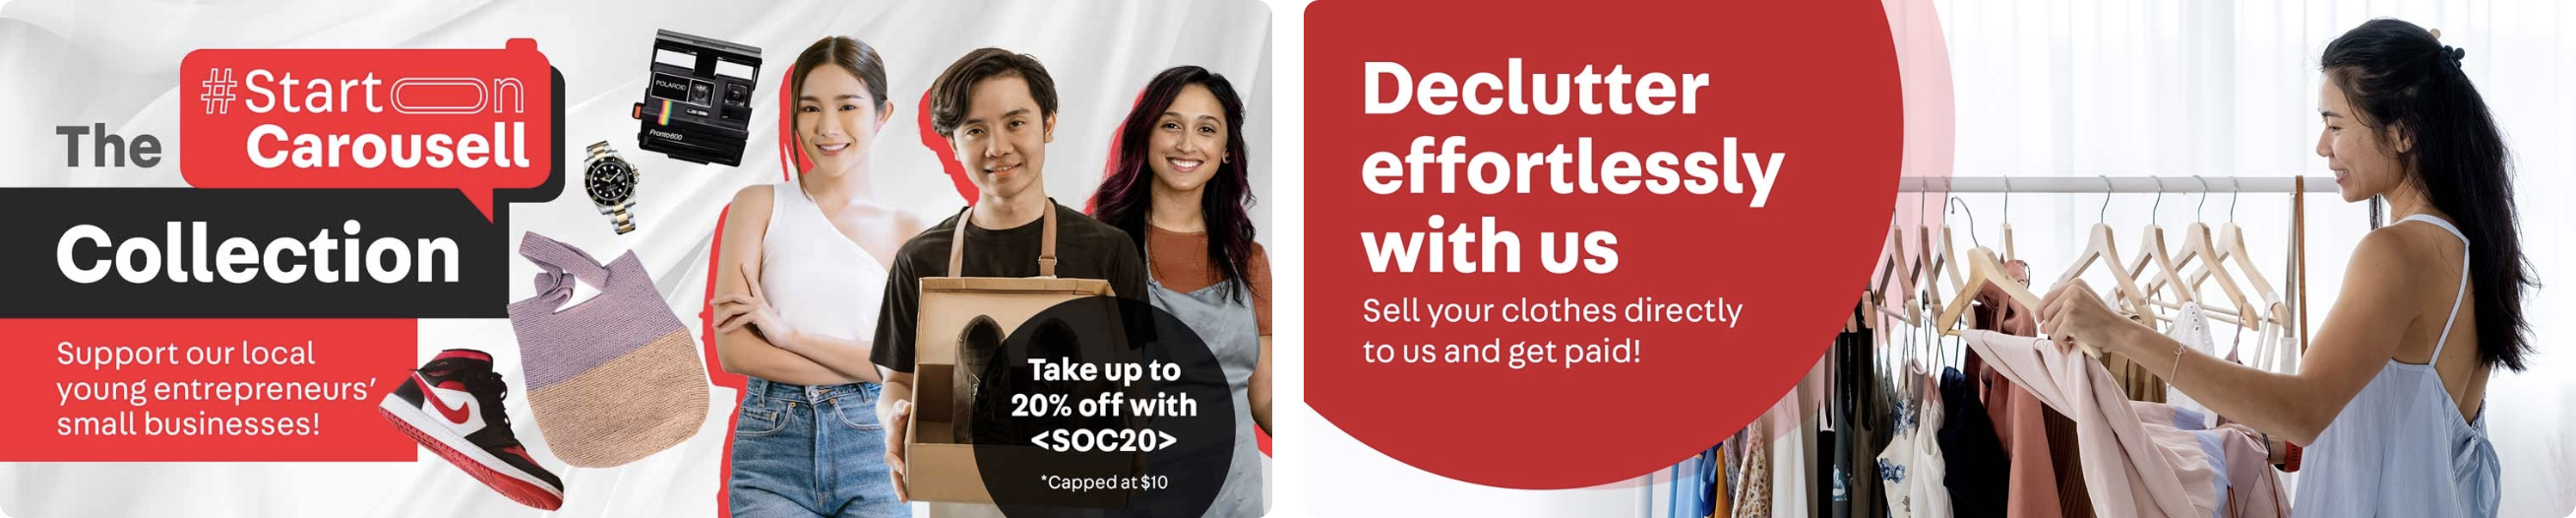 The
#StartOn
Carousell
Collection
Support our local
young entrepreneurs’
small businesses!
POLAROID
Pronto600
Take up to
20% off with
<SOC20>
*Capped at $10
Declutter
effortlessly
with us
Sell your clothes directly
to us and get paid!